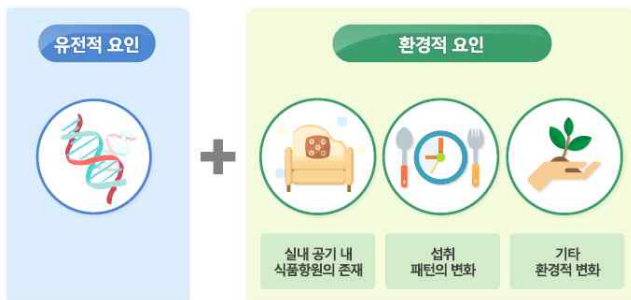 유전적 요인
환경적 요인
실내 공기 내
식품항원의 존재
섭취
패턴의 변화
기타
환경적 변화